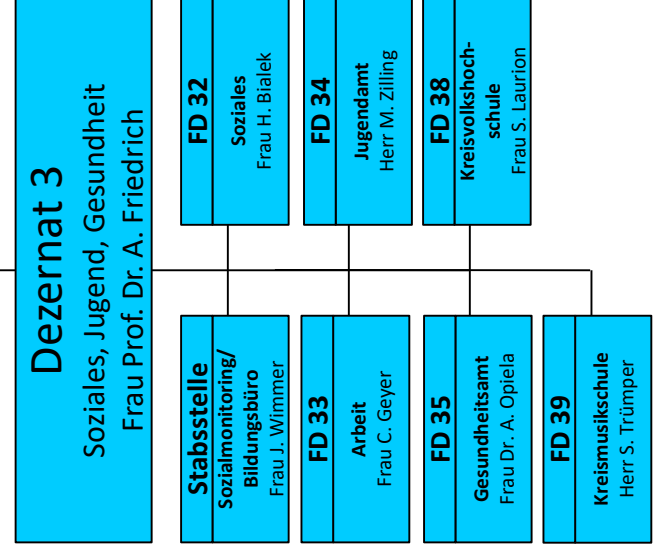 Dezernat 3
Soziales, Jugend, Gesundheit
Frau Prof. Dr. A. Friedrich
Stabsstelle
Sozialmonitoring/
Bildungsbüro
Frau J. Wimmer
FD 32
Soziales
Frau H. Bialek
FD 33
Arbeit
Frau C. Geyer
FD 34
Jugendamt
Herr M. Zilling
FD 35
Gesundheitsamt
Frau Dr. A. Opiela
FD 38
Kreisvolkshoch-
schule
Frau S. Laurion
FD 39
Kreismusikschule
Herr S. Trümper